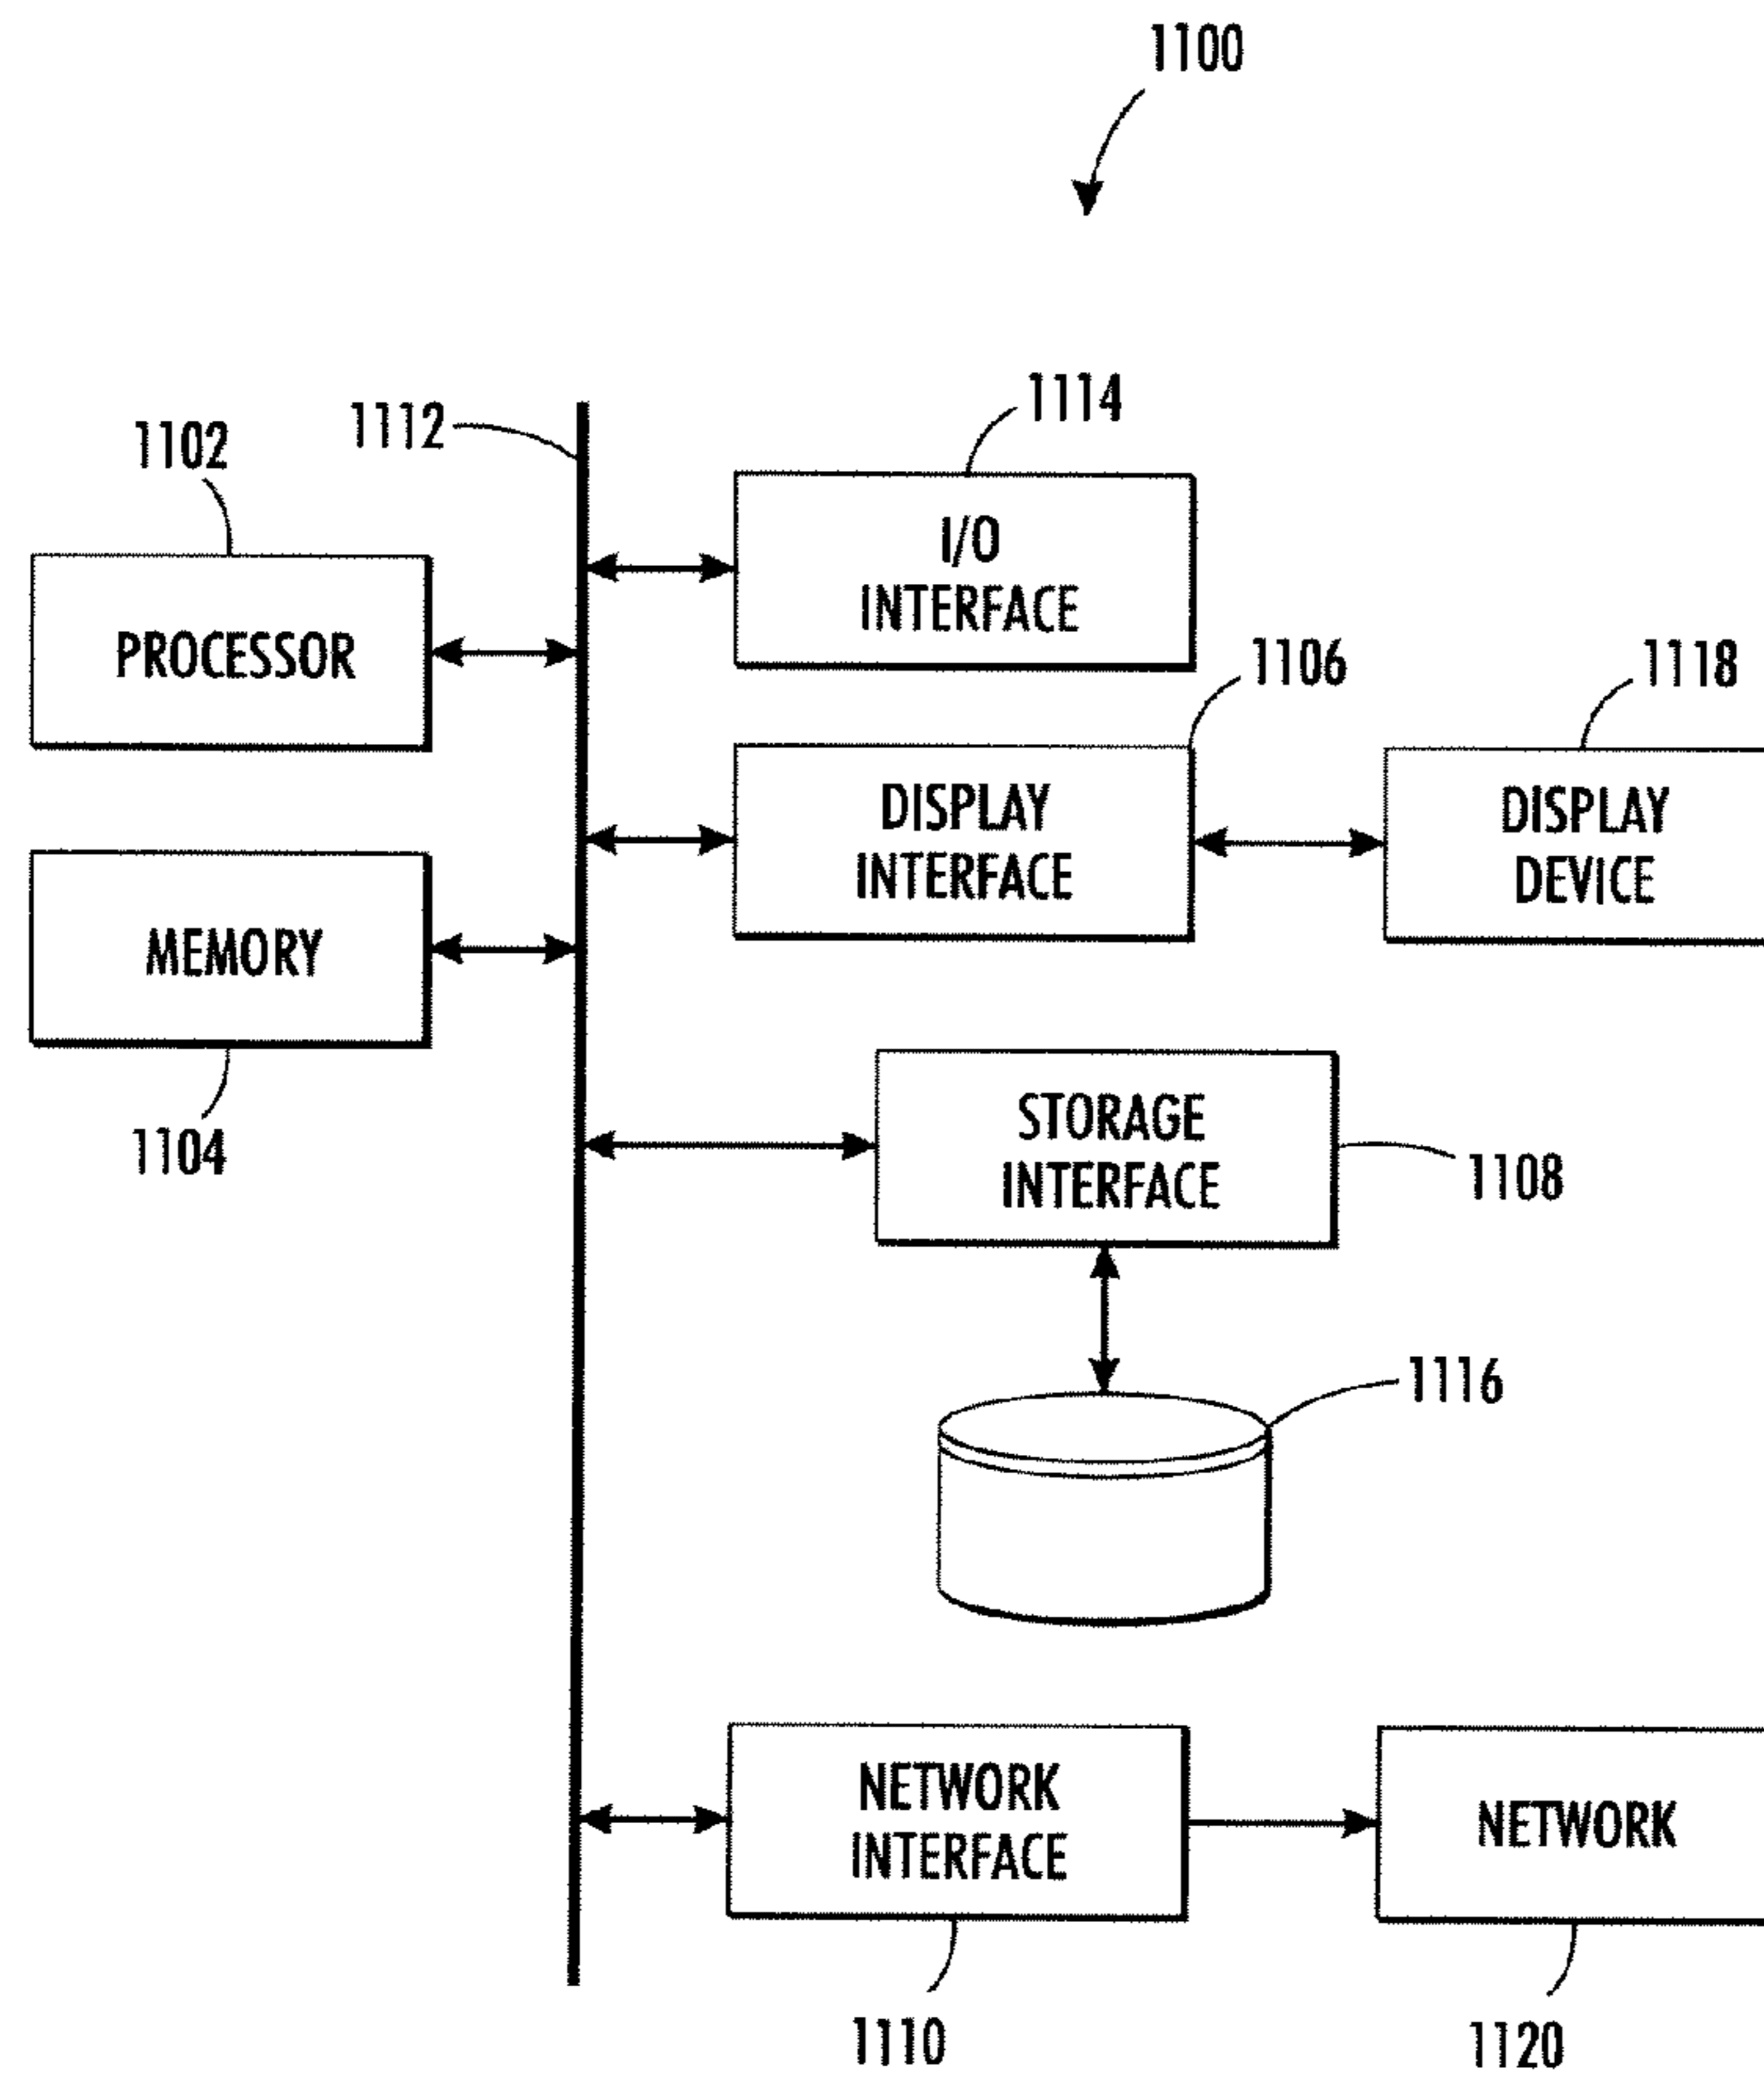 1100
1114
1112
1102
I/O
INTERFACE
PROCESSOR
1106
1118
DISPLAY
INTERFACE
DISPLAY
DEVICE
MEMORY
1104
STORAGE
INTERFACE
1108
1116
NETWORK
INTERFACE
NETWORK
1110
1120